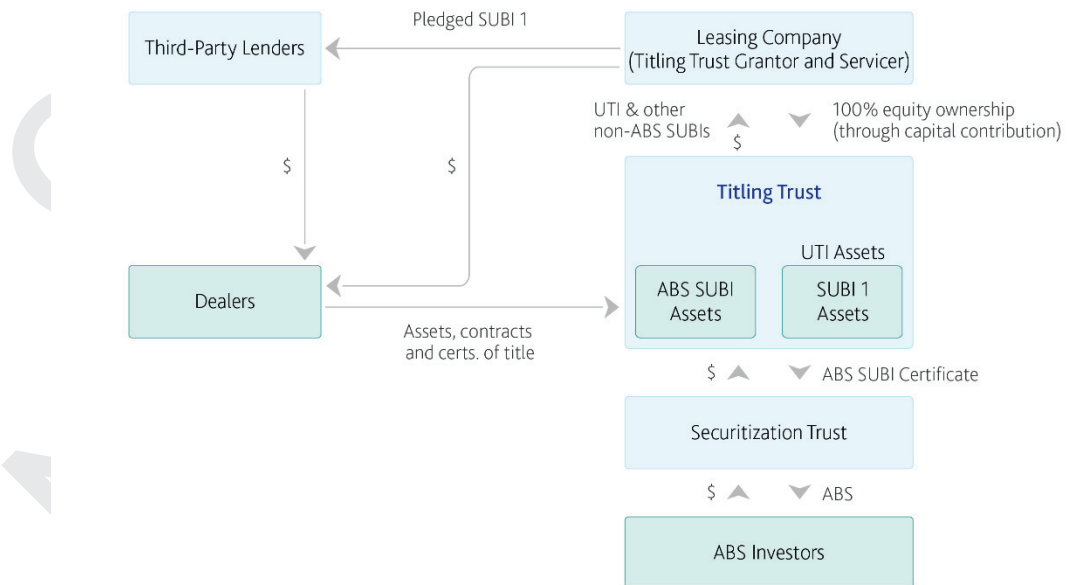 Pledged SUBI 1
Third-Party Lenders
Leasing Company
(Titling Trust Grantor and Servicer)
UTI & other
non-ABS SUBIs
$
100% equity ownership
(through capital contribution)
$
$
Titling Trust
UTI Assets
Dealers
ABS SUBI
Assets
SUBI 1
Assets
Assets, contracts
and certs. of title
$
ABS SUBI Certificate
Securitization Trust
$
ABS
ABS Investors